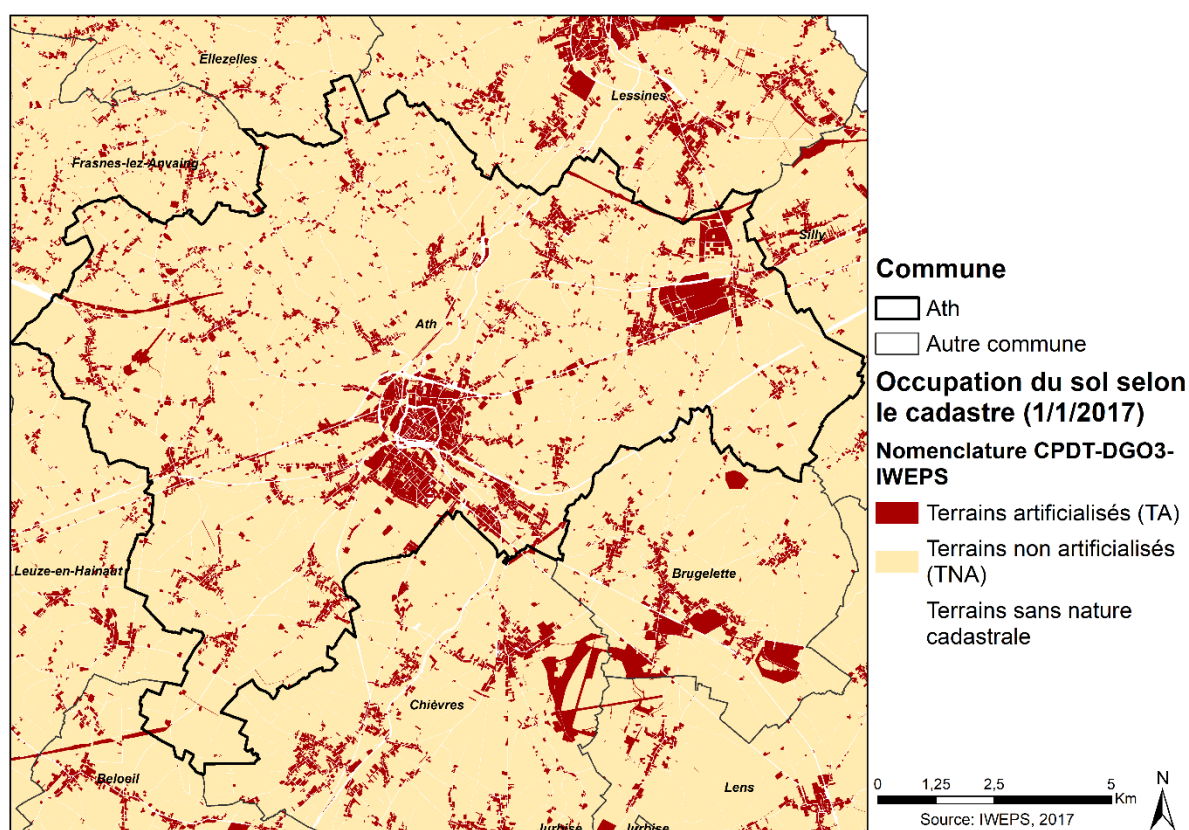 Ellezelles
Lessines
Frasnes-lez-Anvaing
Silly
Ath
Leuze-en-Hainaut
Brugelette
Chièvres
Beloeil
Lens
Jurbise
Jurbise
Commune
Ath
Autre commune
Occupation du sol selon
le cadastre (1/1/2017)
Nomenclature CPDT-DGO3-
IWEPS
Terrains artificialisés (TA)
Terrains non artificialisés
(TNA)
Terrains sans nature
cadastrale
0 1,25 2,5 5
Km
Source: IWEPS, 2017
N